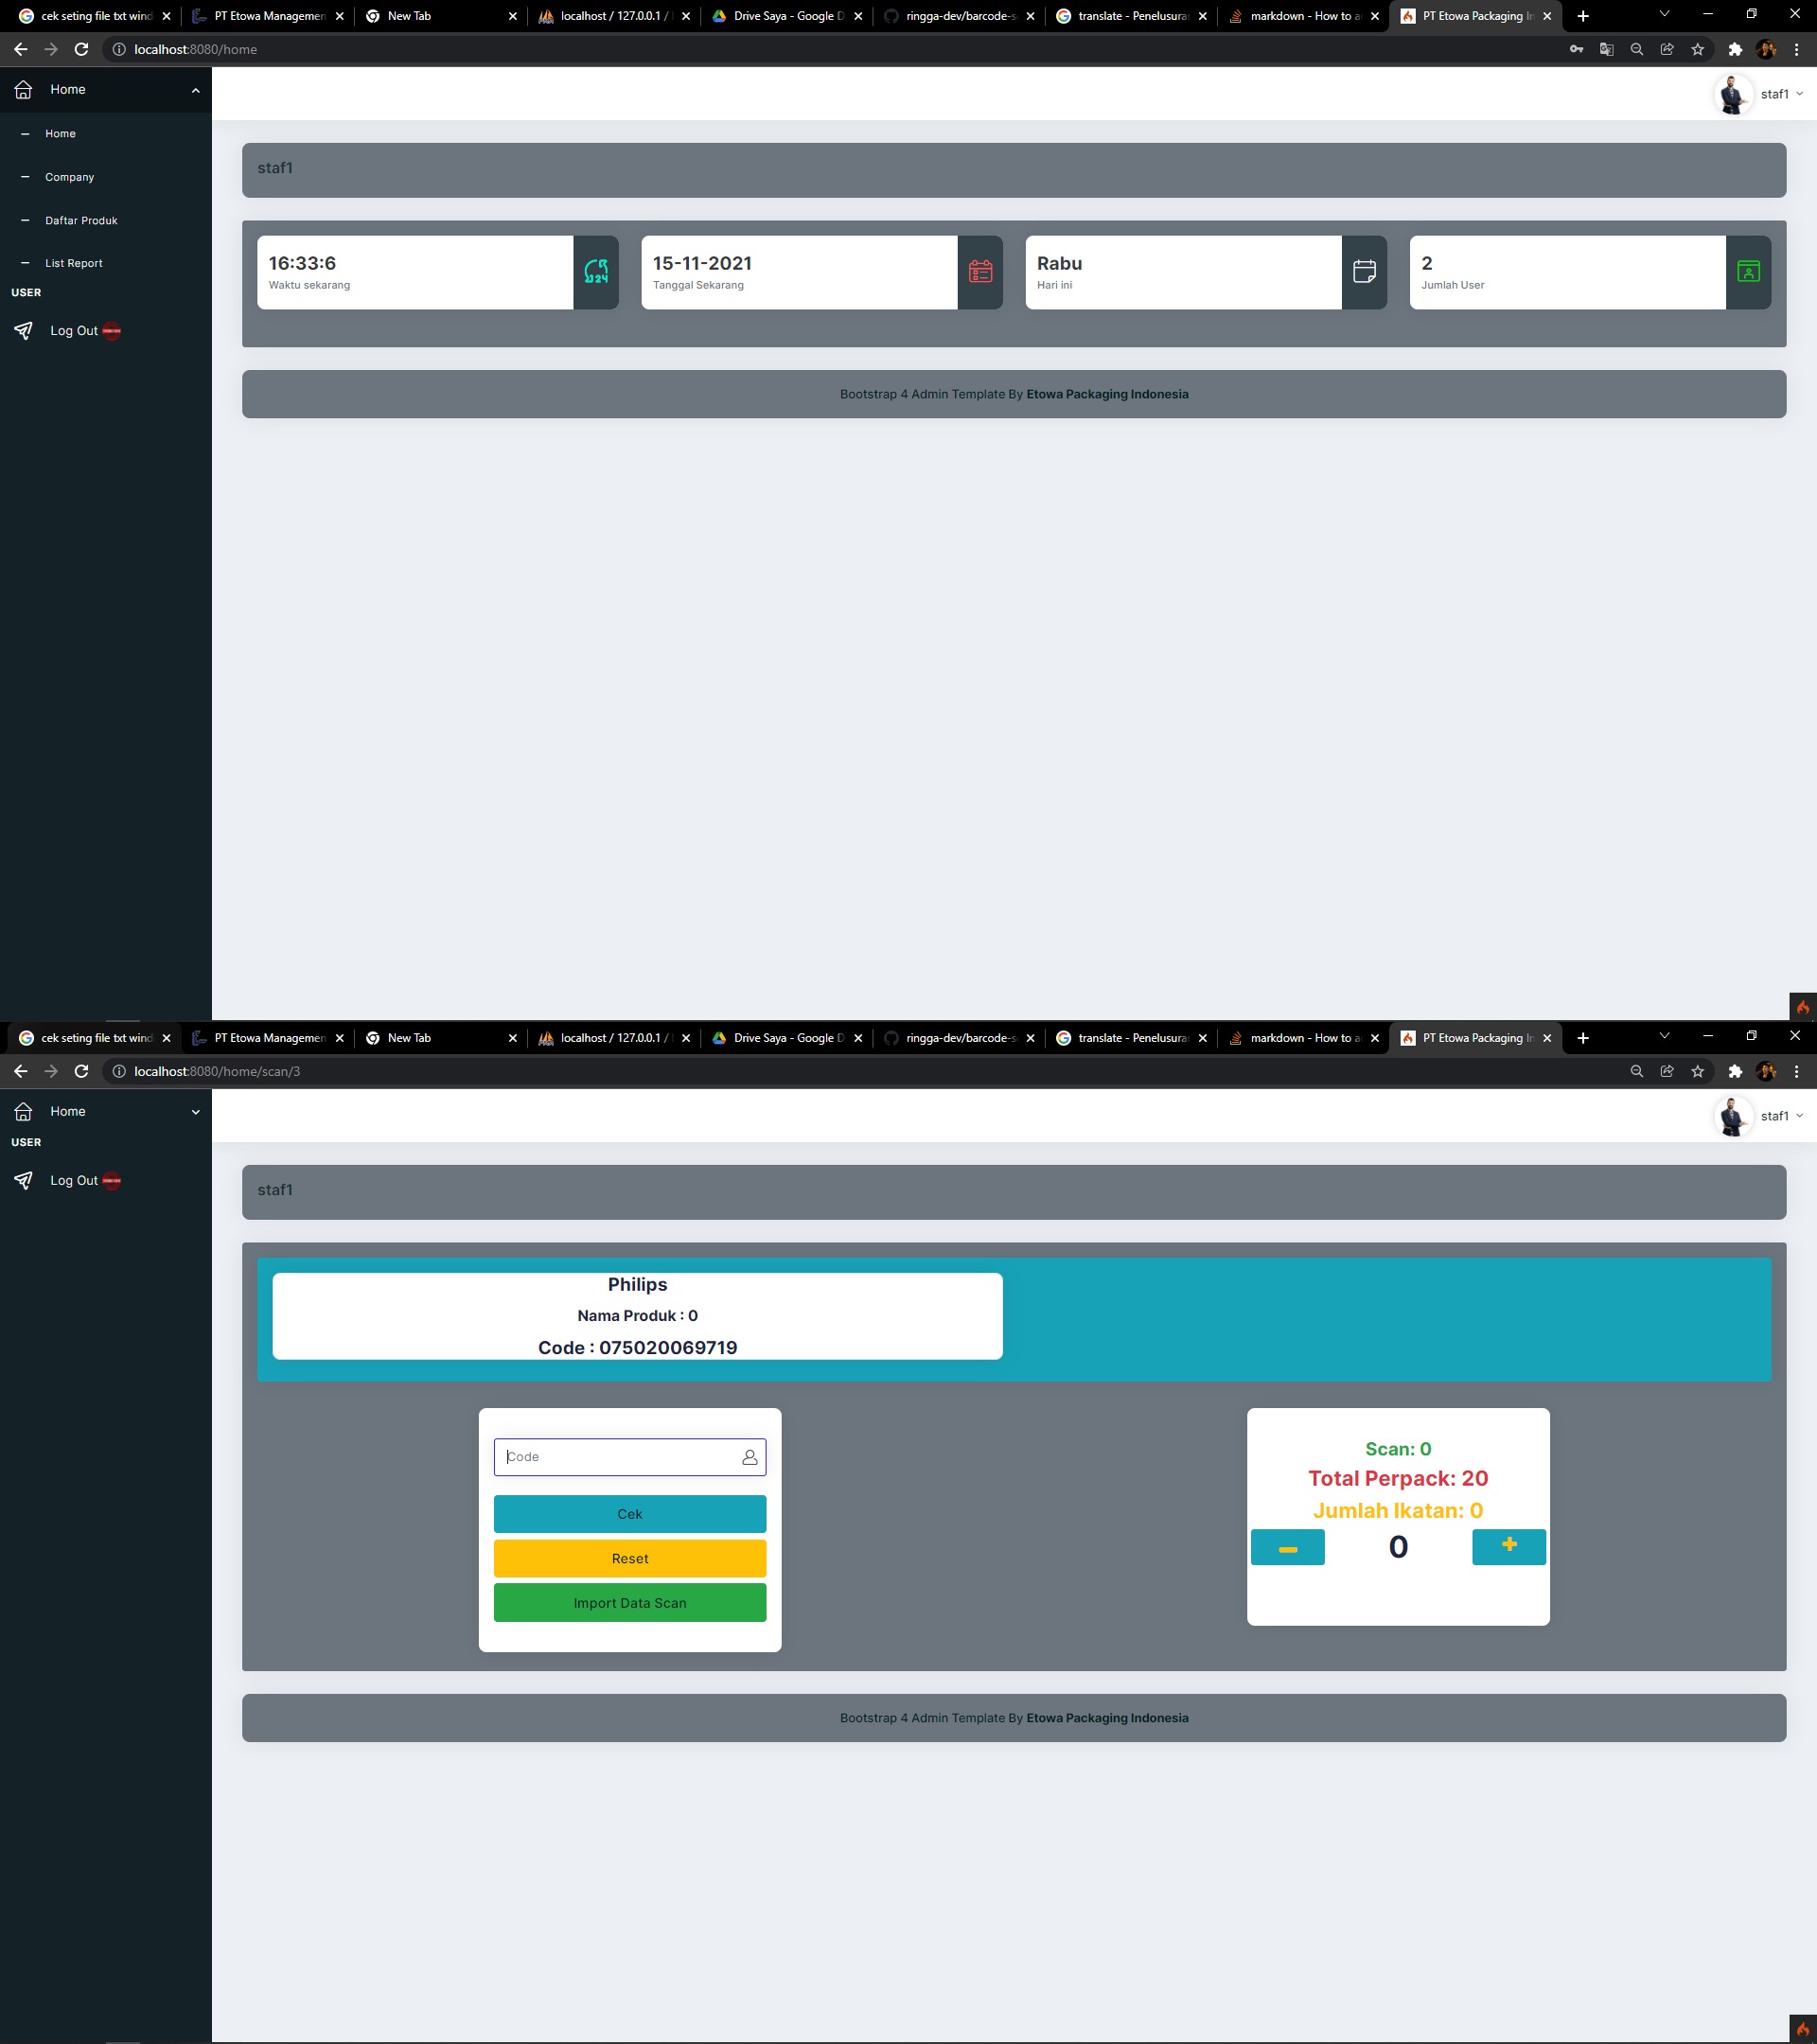 cek seting file txt wind
PT Etowa Managemen
New Tab
localhost / 127.0.0.1 /
Drive Saya - Google D
ringga-dev/barcode-s
translate - Penelusura
markdown - How to a
PT Etowa Packaging In
localhost:8080/home
Home
staf1
Home
Company
Daftar Produk
List Report
USER
Log Out
staf1
16:33:6
Waktu sekarang
24
15-11-2021
Tanggal Sekarang
Rabu
Hari ini
2
Jumlah User
Bootstrap 4 Admin Template By Etowa Packaging Indonesia
cek seting file txt wind
PT Etowa Managemen
New Tab
localhost / 127.0.0.1 /
Drive Saya - Google D
ringga-dev/barcode-s
translate - Penelusura
markdown - How to a
PT Etowa Packaging In
localhost:8080/home/scan/3
Home
staf1
USER
Log Out
staf1
Philips
Nama Produk : 0
Code : 075020069719
Code
Cek
Reset
Import Data Scan
Scan: 0
Total Perpack: 20
Jumlah Ikatan: 0
0
Bootstrap 4 Admin Template By Etowa Packaging Indonesia